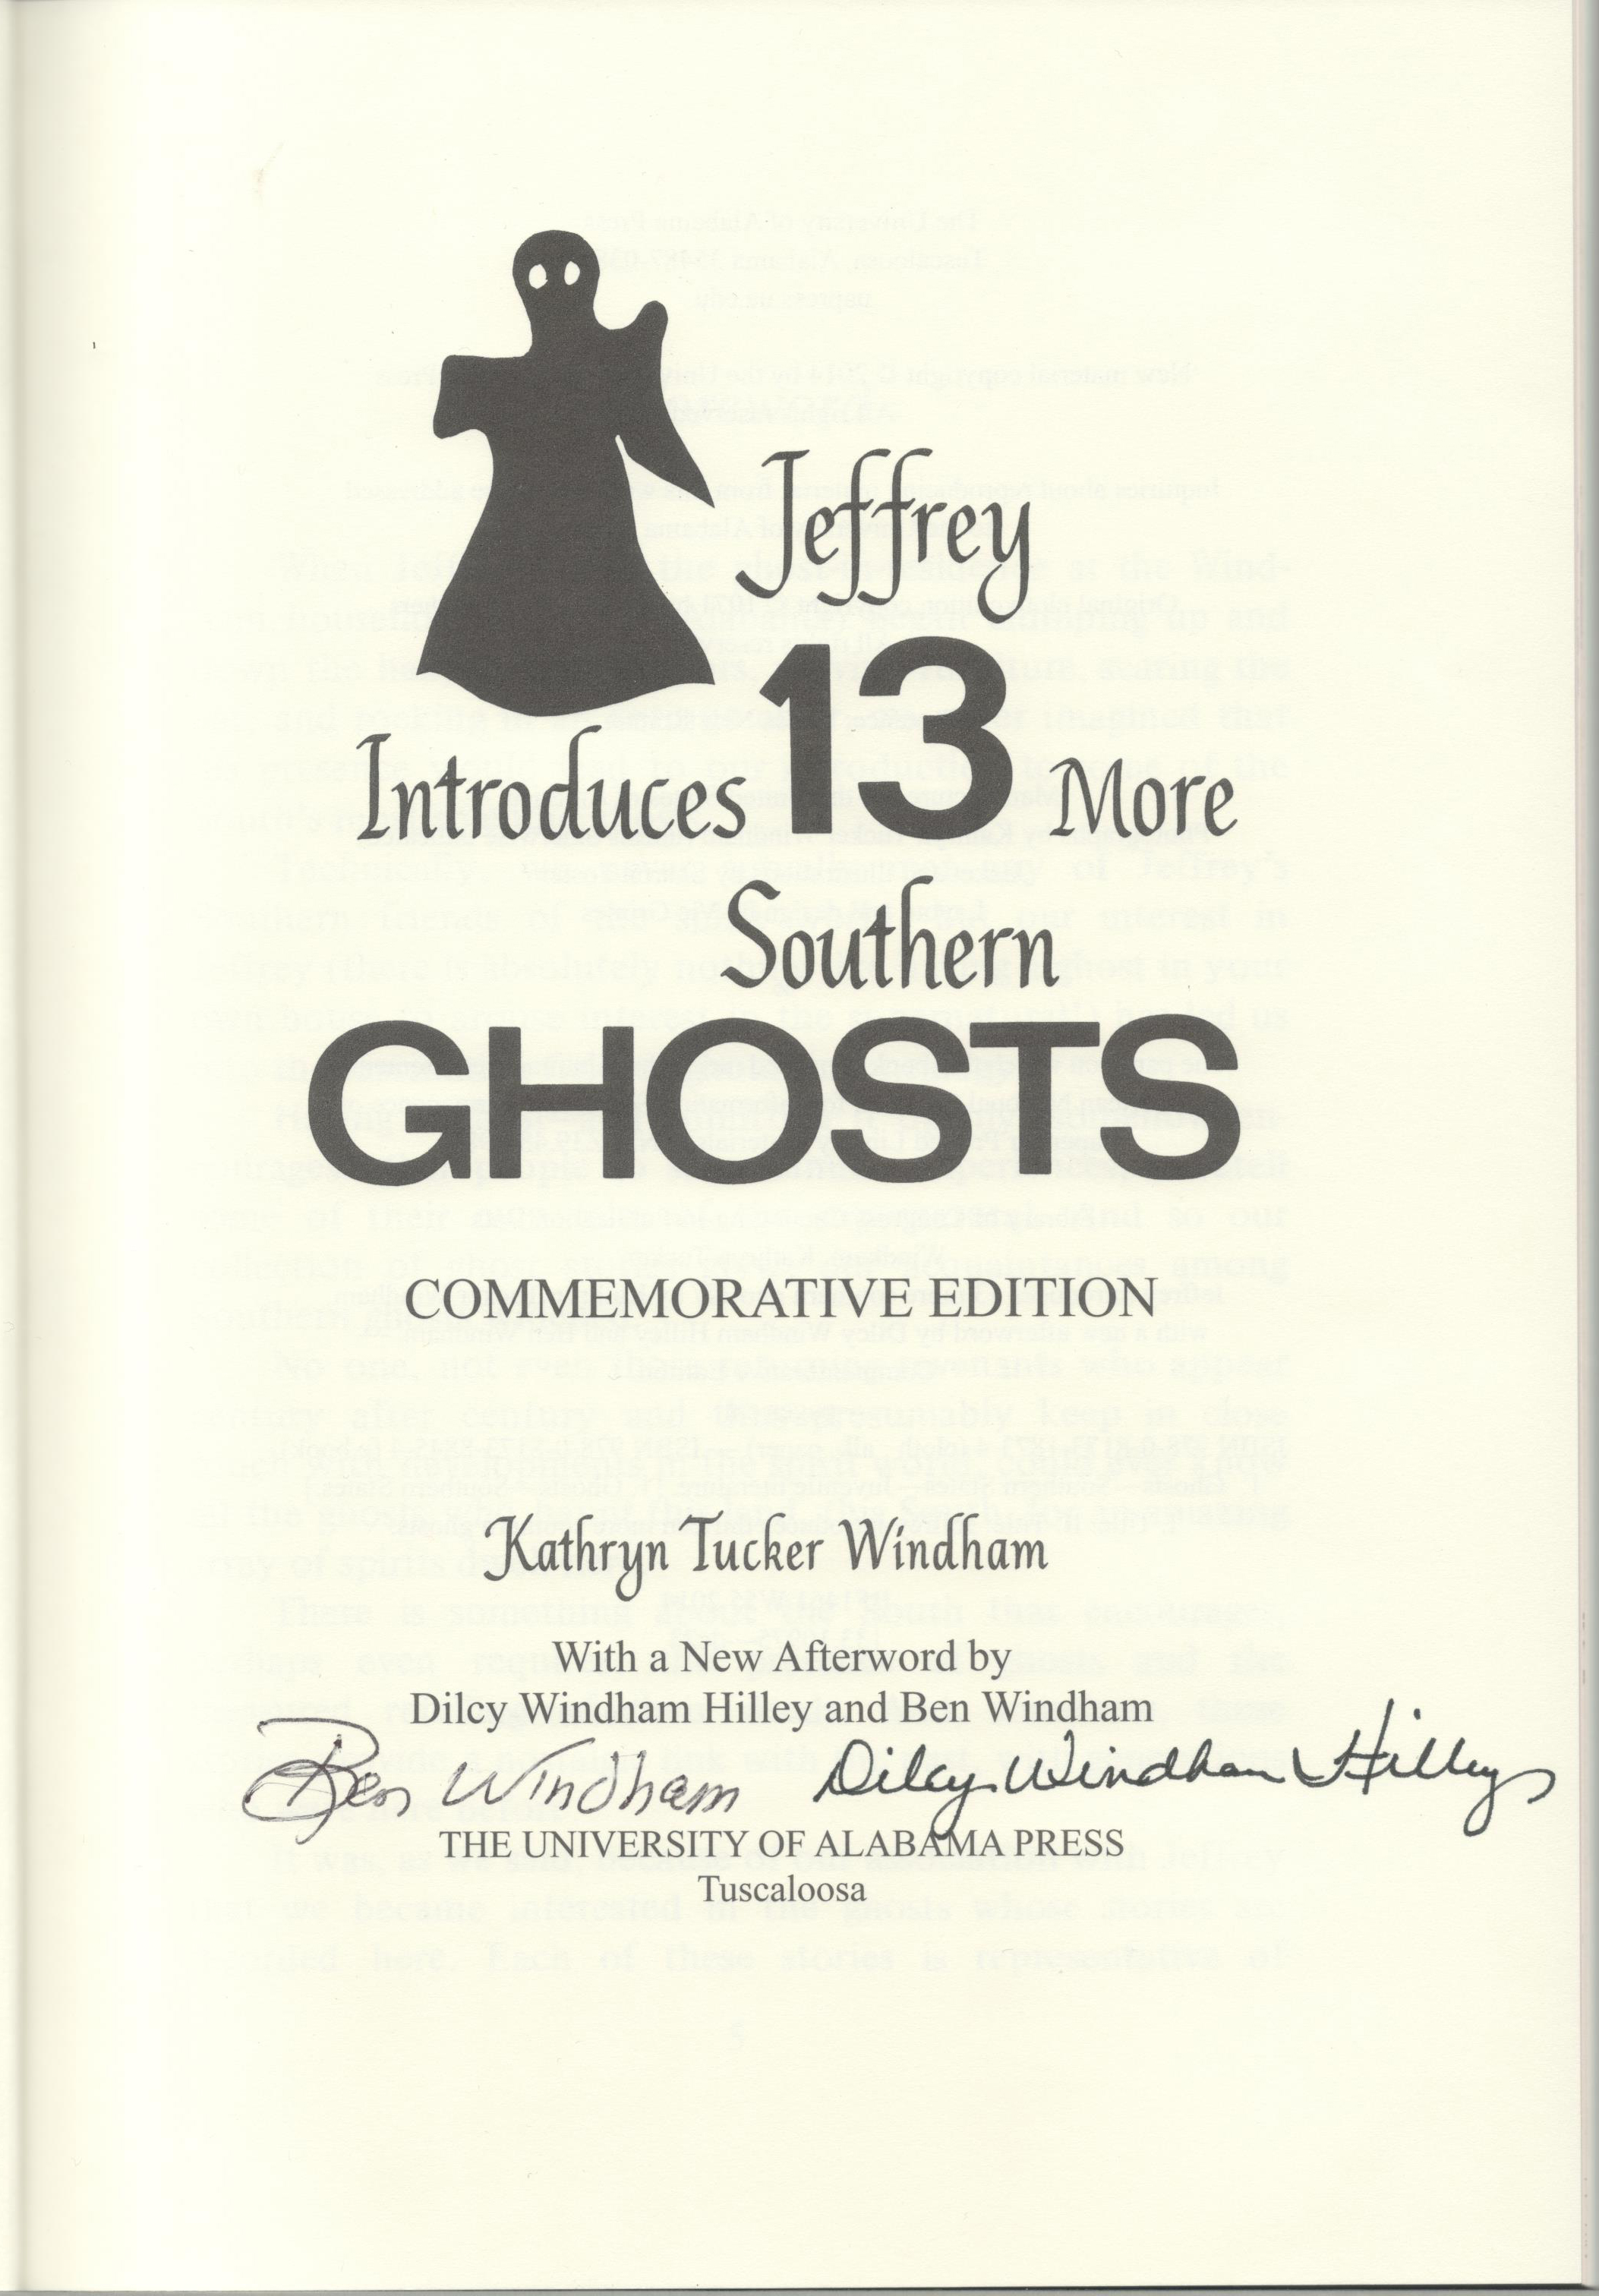 Jeffrey
Introduces 13 More
Southern
GHOSTS
COMMEMORATIVE EDITION
Kathryn Tucker Windham
With a New Afterword by
Dilcy Windham Hilley and Ben Windham
Ben Windham Dilcy Windham Hilley
THE UNIVERSITY OF ALABAMA PRESS
Tuscaloosa